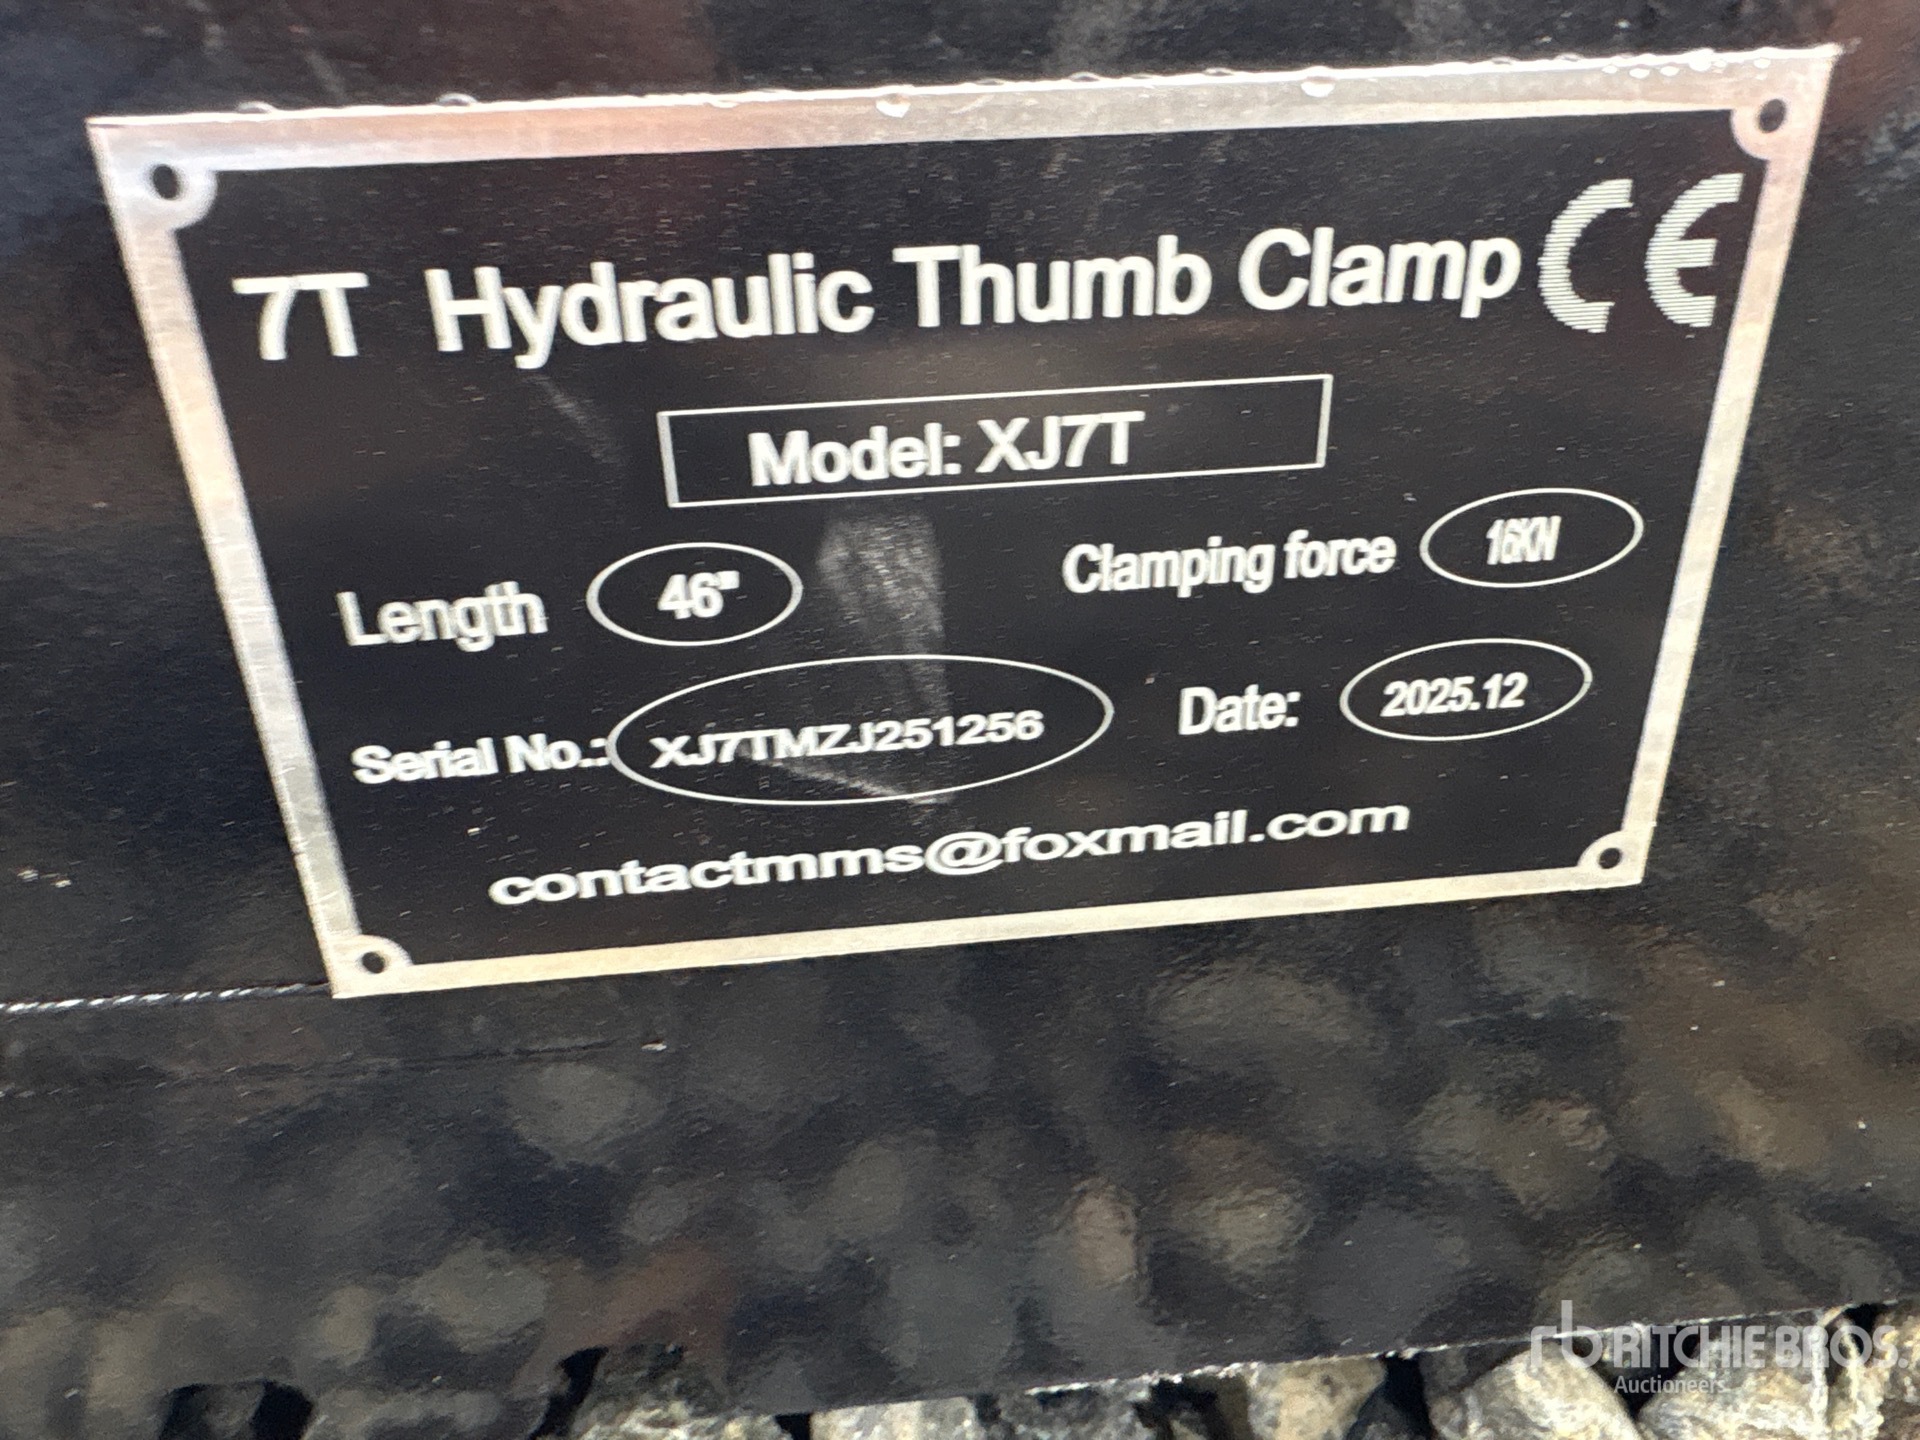 7T Hydraulic Thumb Clamp CE
Model: XJ7T
Length 46" Clamping force 16KN
Serial No.: XJ7TMZJ251256 Date: 2025.12
contactmms@foxmail.com
rb RITCHIE BROS.
Auctioneers